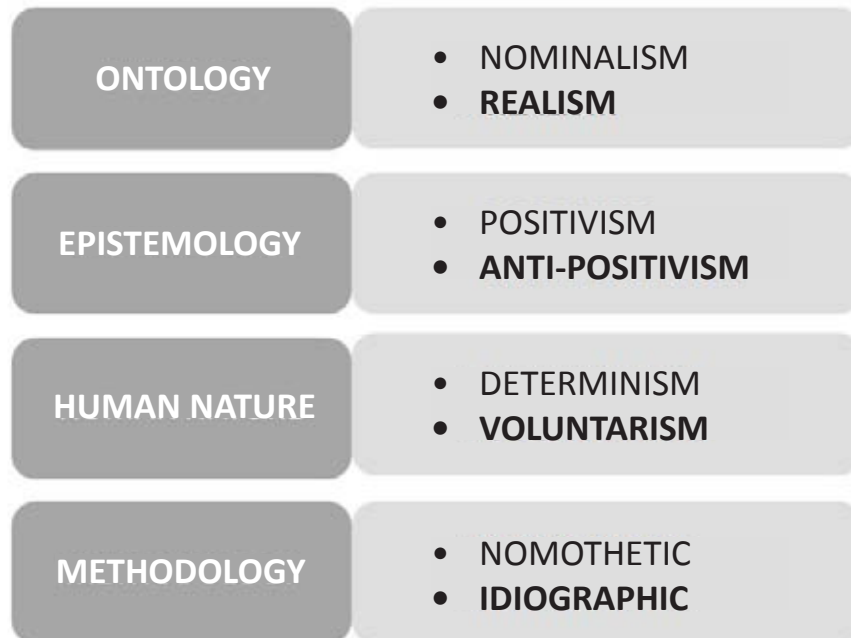 ONTOLOGY
• NOMINALISM
• REALISM
EPISTEMOLOGY
• POSITIVISM
• ANTI-POSITIVISM
HUMAN NATURE
• DETERMINISM
• VOLUNTARISM
METHODOLOGY
• NOMOTHETIC
• IDIOGRAPHIC